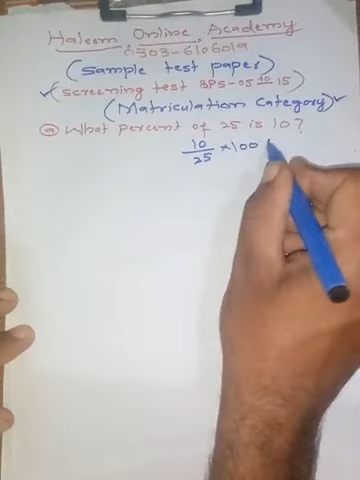 Haleem Online Academy
0303-6106019
(Sample test paper)
(Screening test BPS-05 to 15)
(Matriculation Category)
Q What percent of 25 is 10?
10/25 × 100